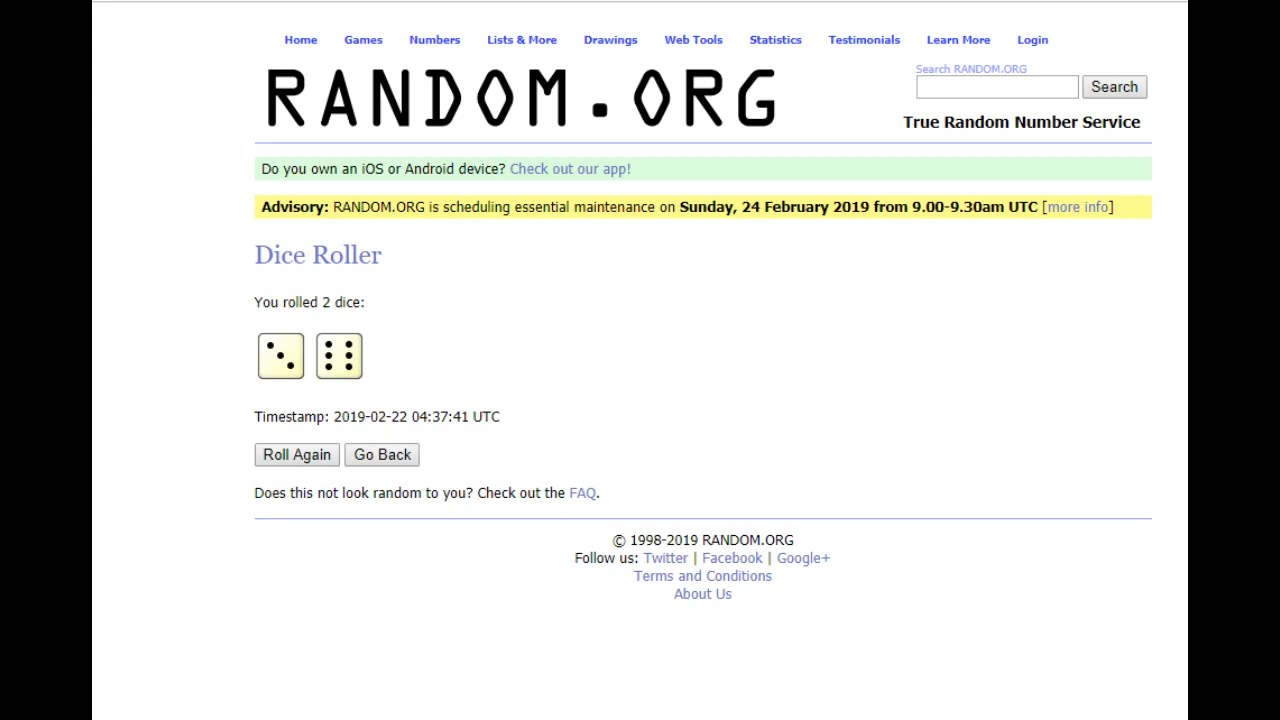 Home Games Numbers Lists & More Drawings Web Tools Statistics Testimonials Learn More Login
RANDOM.ORG
Search RANDOM.ORG
Search
True Random Number Service
Do you own an iOS or Android device? Check out our app!
Advisory: RANDOM.ORG is scheduling essential maintenance on Sunday, 24 February 2019 from 9.00-9.30am UTC [more info]
Dice Roller
You rolled 2 dice:
Timestamp: 2019-02-22 04:37:41 UTC
Roll Again Go Back
Does this not look random to you? Check out the FAQ.
© 1998-2019 RANDOM.ORG
Follow us: Twitter | Facebook | Google+
Terms and Conditions
About Us